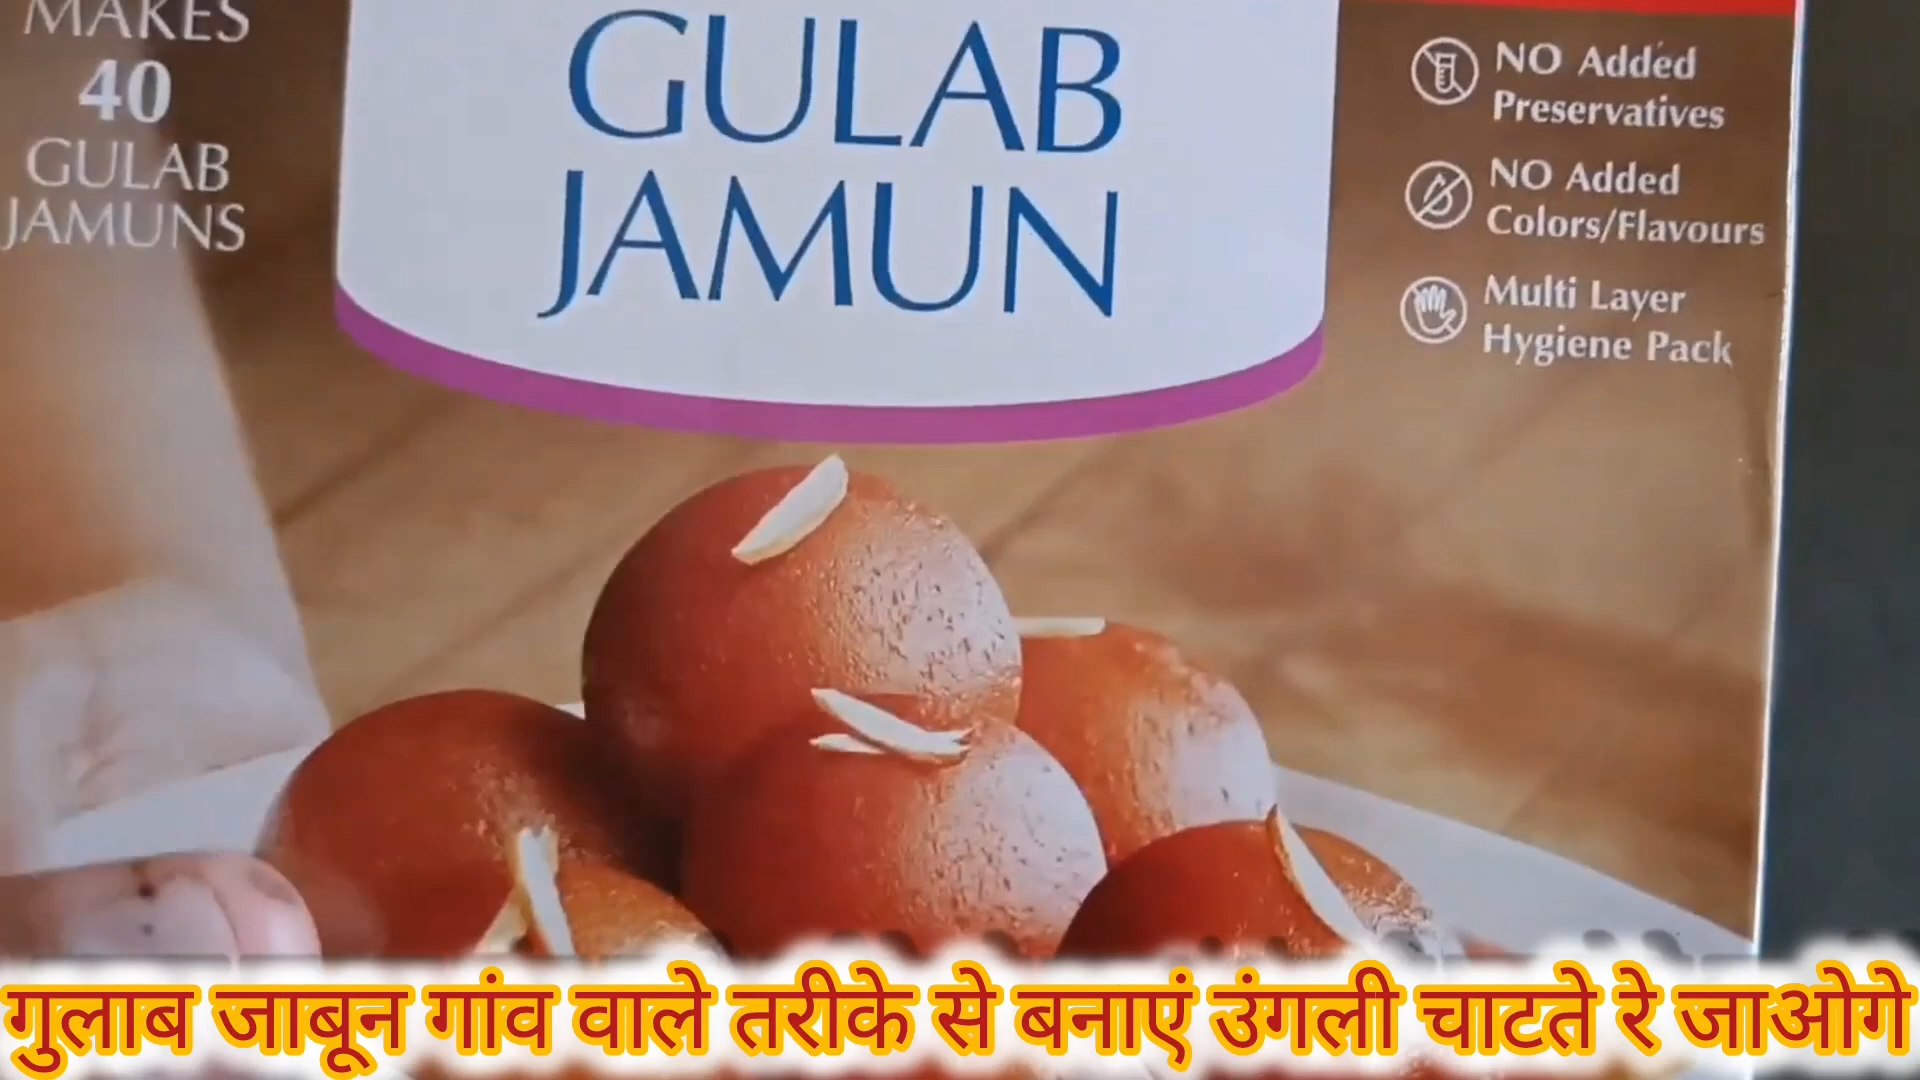 MAKES
40
GULAB
JAMUNS
GULAB
JAMUN
NO Added
Preservatives
NO Added
Colors/Flavours
Multi Layer
Hygiene Pack
गुलाब जाबून गांव वाले तरीके से बनाएं उंगली चाटते रे जाओगे